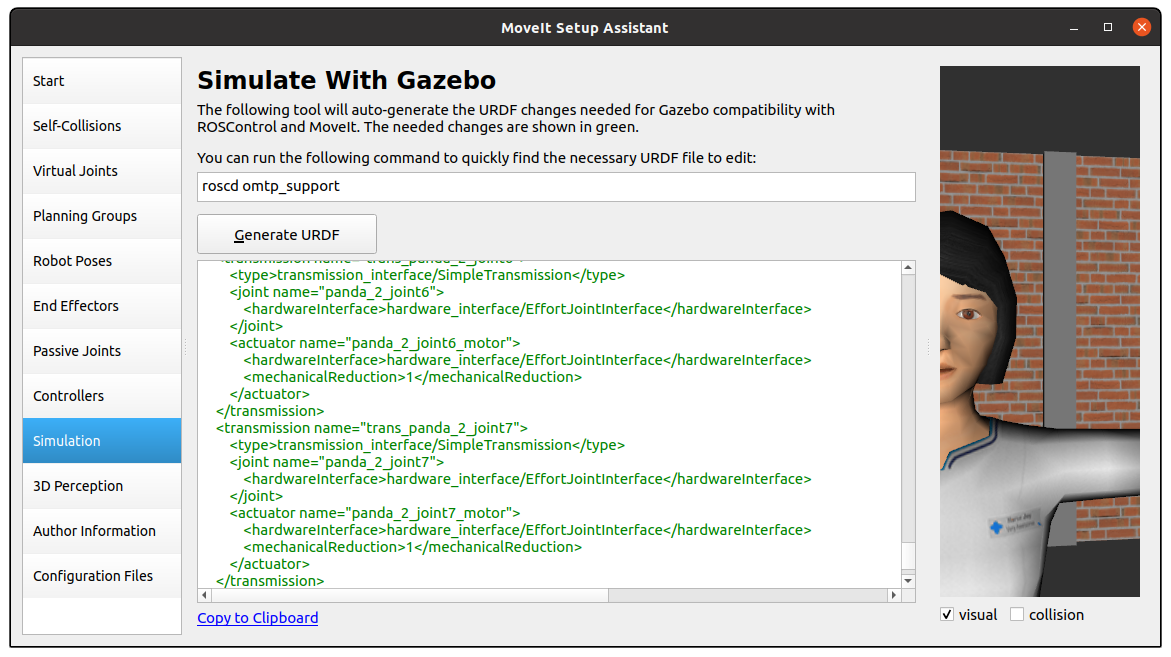 MoveIt Setup Assistant
Start
Self-Collisions
Virtual Joints
Planning Groups
Robot Poses
End Effectors
Passive Joints
Controllers
Simulation
3D Perception
Author Information
Configuration Files
Simulate With Gazebo
The following tool will auto-generate the URDF changes needed for Gazebo compatibility with
ROSControl and MoveIt. The needed changes are shown in green.
You can run the following command to quickly find the necessary URDF file to edit:
roscd omtp_support
Generate URDF
<transmission name="trans_panda_2_joint6">
<type>transmission_interface/SimpleTransmission</type>
<joint name="panda_2_joint6">
<hardwareInterface>hardware_interface/EffortJointInterface</hardwareInterface>
</joint>
<actuator name="panda_2_joint6_motor">
<hardwareInterface>hardware_interface/EffortJointInterface</hardwareInterface>
<mechanicalReduction>1</mechanicalReduction>
</actuator>
</transmission>
<transmission name="trans_panda_2_joint7">
<type>transmission_interface/SimpleTransmission</type>
<joint name="panda_2_joint7">
<hardwareInterface>hardware_interface/EffortJointInterface</hardwareInterface>
</joint>
<actuator name="panda_2_joint7_motor">
<hardwareInterface>hardware_interface/EffortJointInterface</hardwareInterface>
<mechanicalReduction>1</mechanicalReduction>
</actuator>
</transmission>
Copy to Clipboard
visual
collision